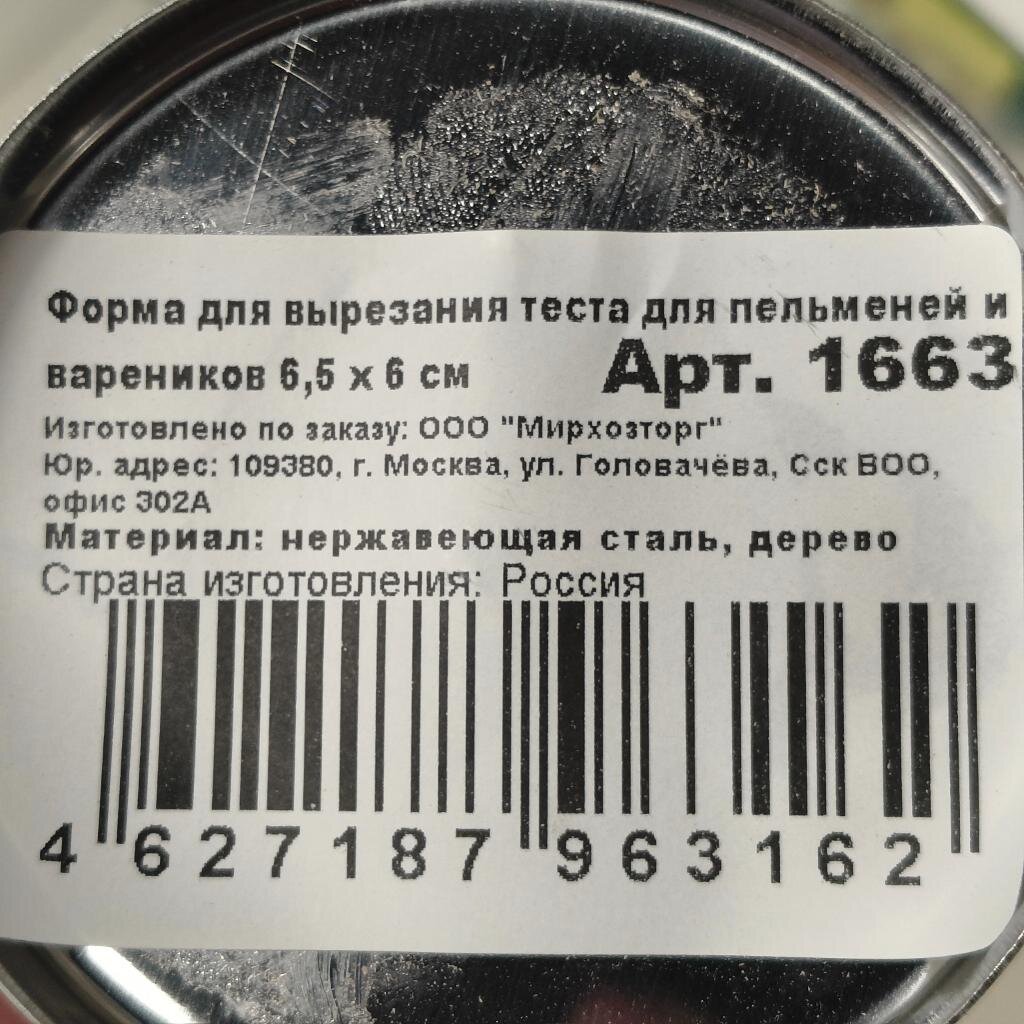 Форма для вырезания теста для пельменей и
вареников 6,5 х 6 см
Арт. 1663
Изготовлено по заказу: ООО "Мирхозторг"
Юр. адрес: 109380, г. Москва, ул. Головачёва, Сск ВОО,
офис 302А
Материал: нержавеющая сталь, дерево
Страна изготовления: Россия
4 627187 963162